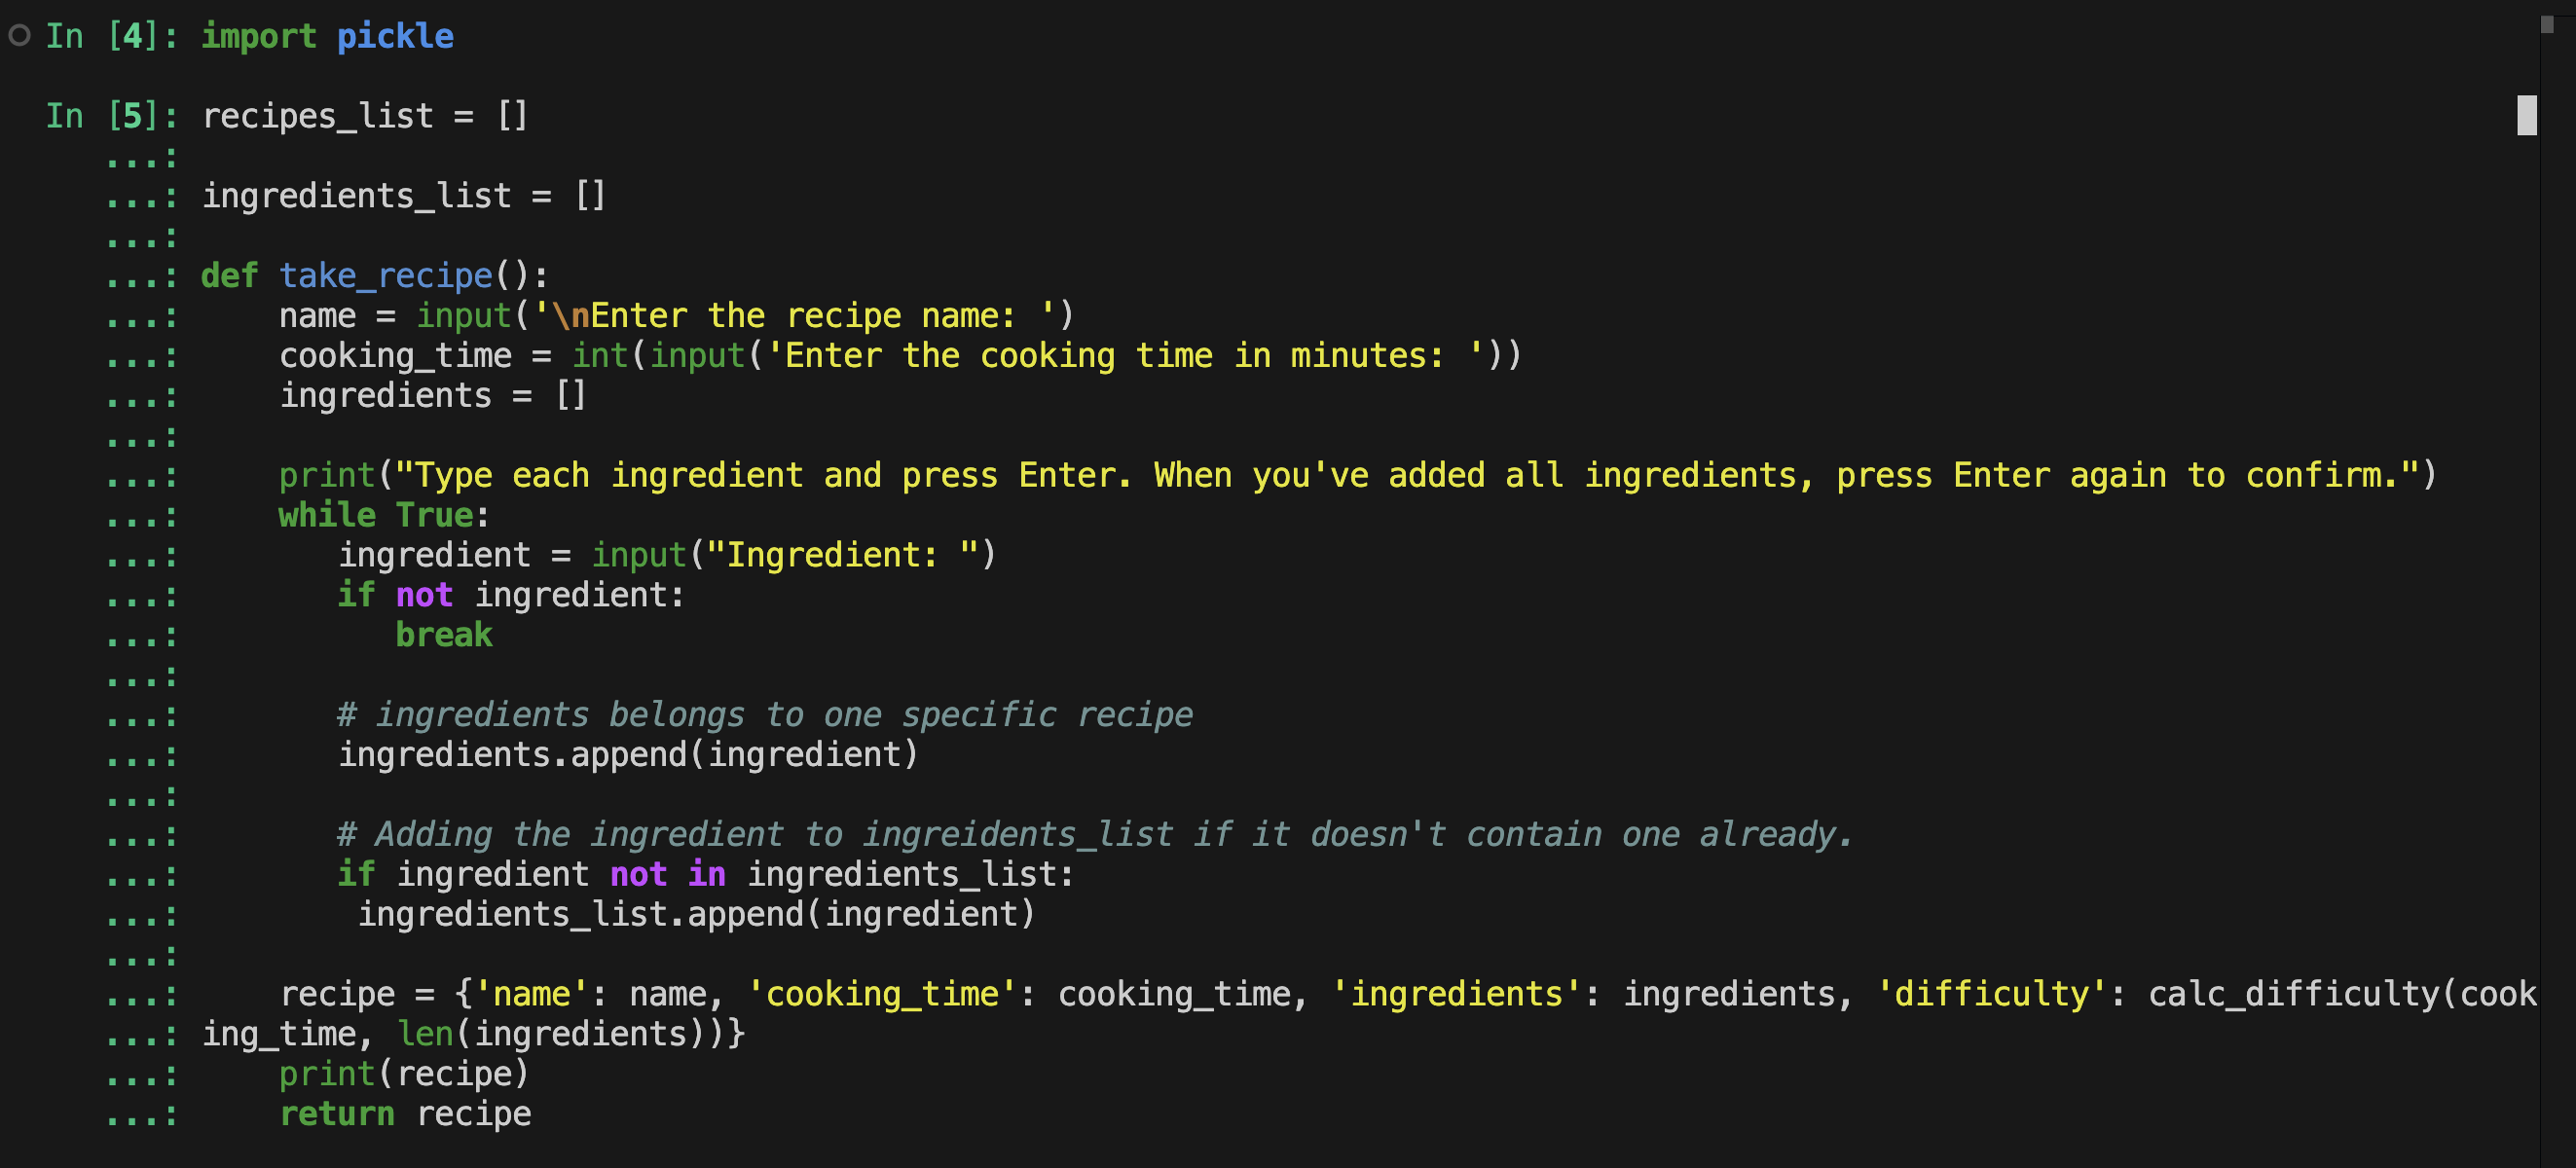 In [4]: import pickle

In [5]: recipes_list = []
   ...:
   ...: ingredients_list = []
   ...:
   ...: def take_recipe():
   ...:     name = input('\nEnter the recipe name: ')
   ...:     cooking_time = int(input('Enter the cooking time in minutes: '))
   ...:     ingredients = []
   ...:
   ...:     print("Type each ingredient and press Enter. When you've added all ingredients, press Enter again to confirm.")
   ...:     while True:
   ...:        ingredient = input("Ingredient: ")
   ...:        if not ingredient:
   ...:           break
   ...:
   ...:        # ingredients belongs to one specific recipe
   ...:        ingredients.append(ingredient)
   ...:
   ...:        # Adding the ingredient to ingreidents_list if it doesn't contain one already.
   ...:        if ingredient not in ingredients_list:
   ...:         ingredients_list.append(ingredient)
   ...:
   ...:     recipe = {'name': name, 'cooking_time': cooking_time, 'ingredients': ingredients, 'difficulty': calc_difficulty(cook
   ...: ing_time, len(ingredients))}
   ...:     print(recipe)
   ...:     return recipe